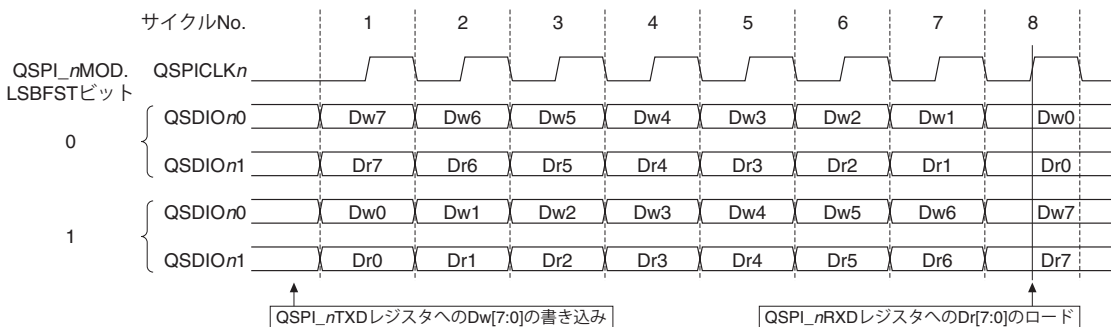 サイクルNo. 1 2 3 4 5 6 7 8
QSPI_nMOD.
LSBFSTビット
QSPICLKn
0
QSDIOn0 Dw7 Dw6 Dw5 Dw4 Dw3 Dw2 Dw1 Dw0
QSDIOn1 Dr7 Dr6 Dr5 Dr4 Dr3 Dr2 Dr1 Dr0
1
QSDIOn0 Dw0 Dw1 Dw2 Dw3 Dw4 Dw5 Dw6 Dw7
QSDIOn1 Dr0 Dr1 Dr2 Dr3 Dr4 Dr5 Dr6 Dr7
QSPI_nTXDレジスタへのDw[7:0]の書き込み
QSPI_nRXDレジスタへのDr[7:0]のロード